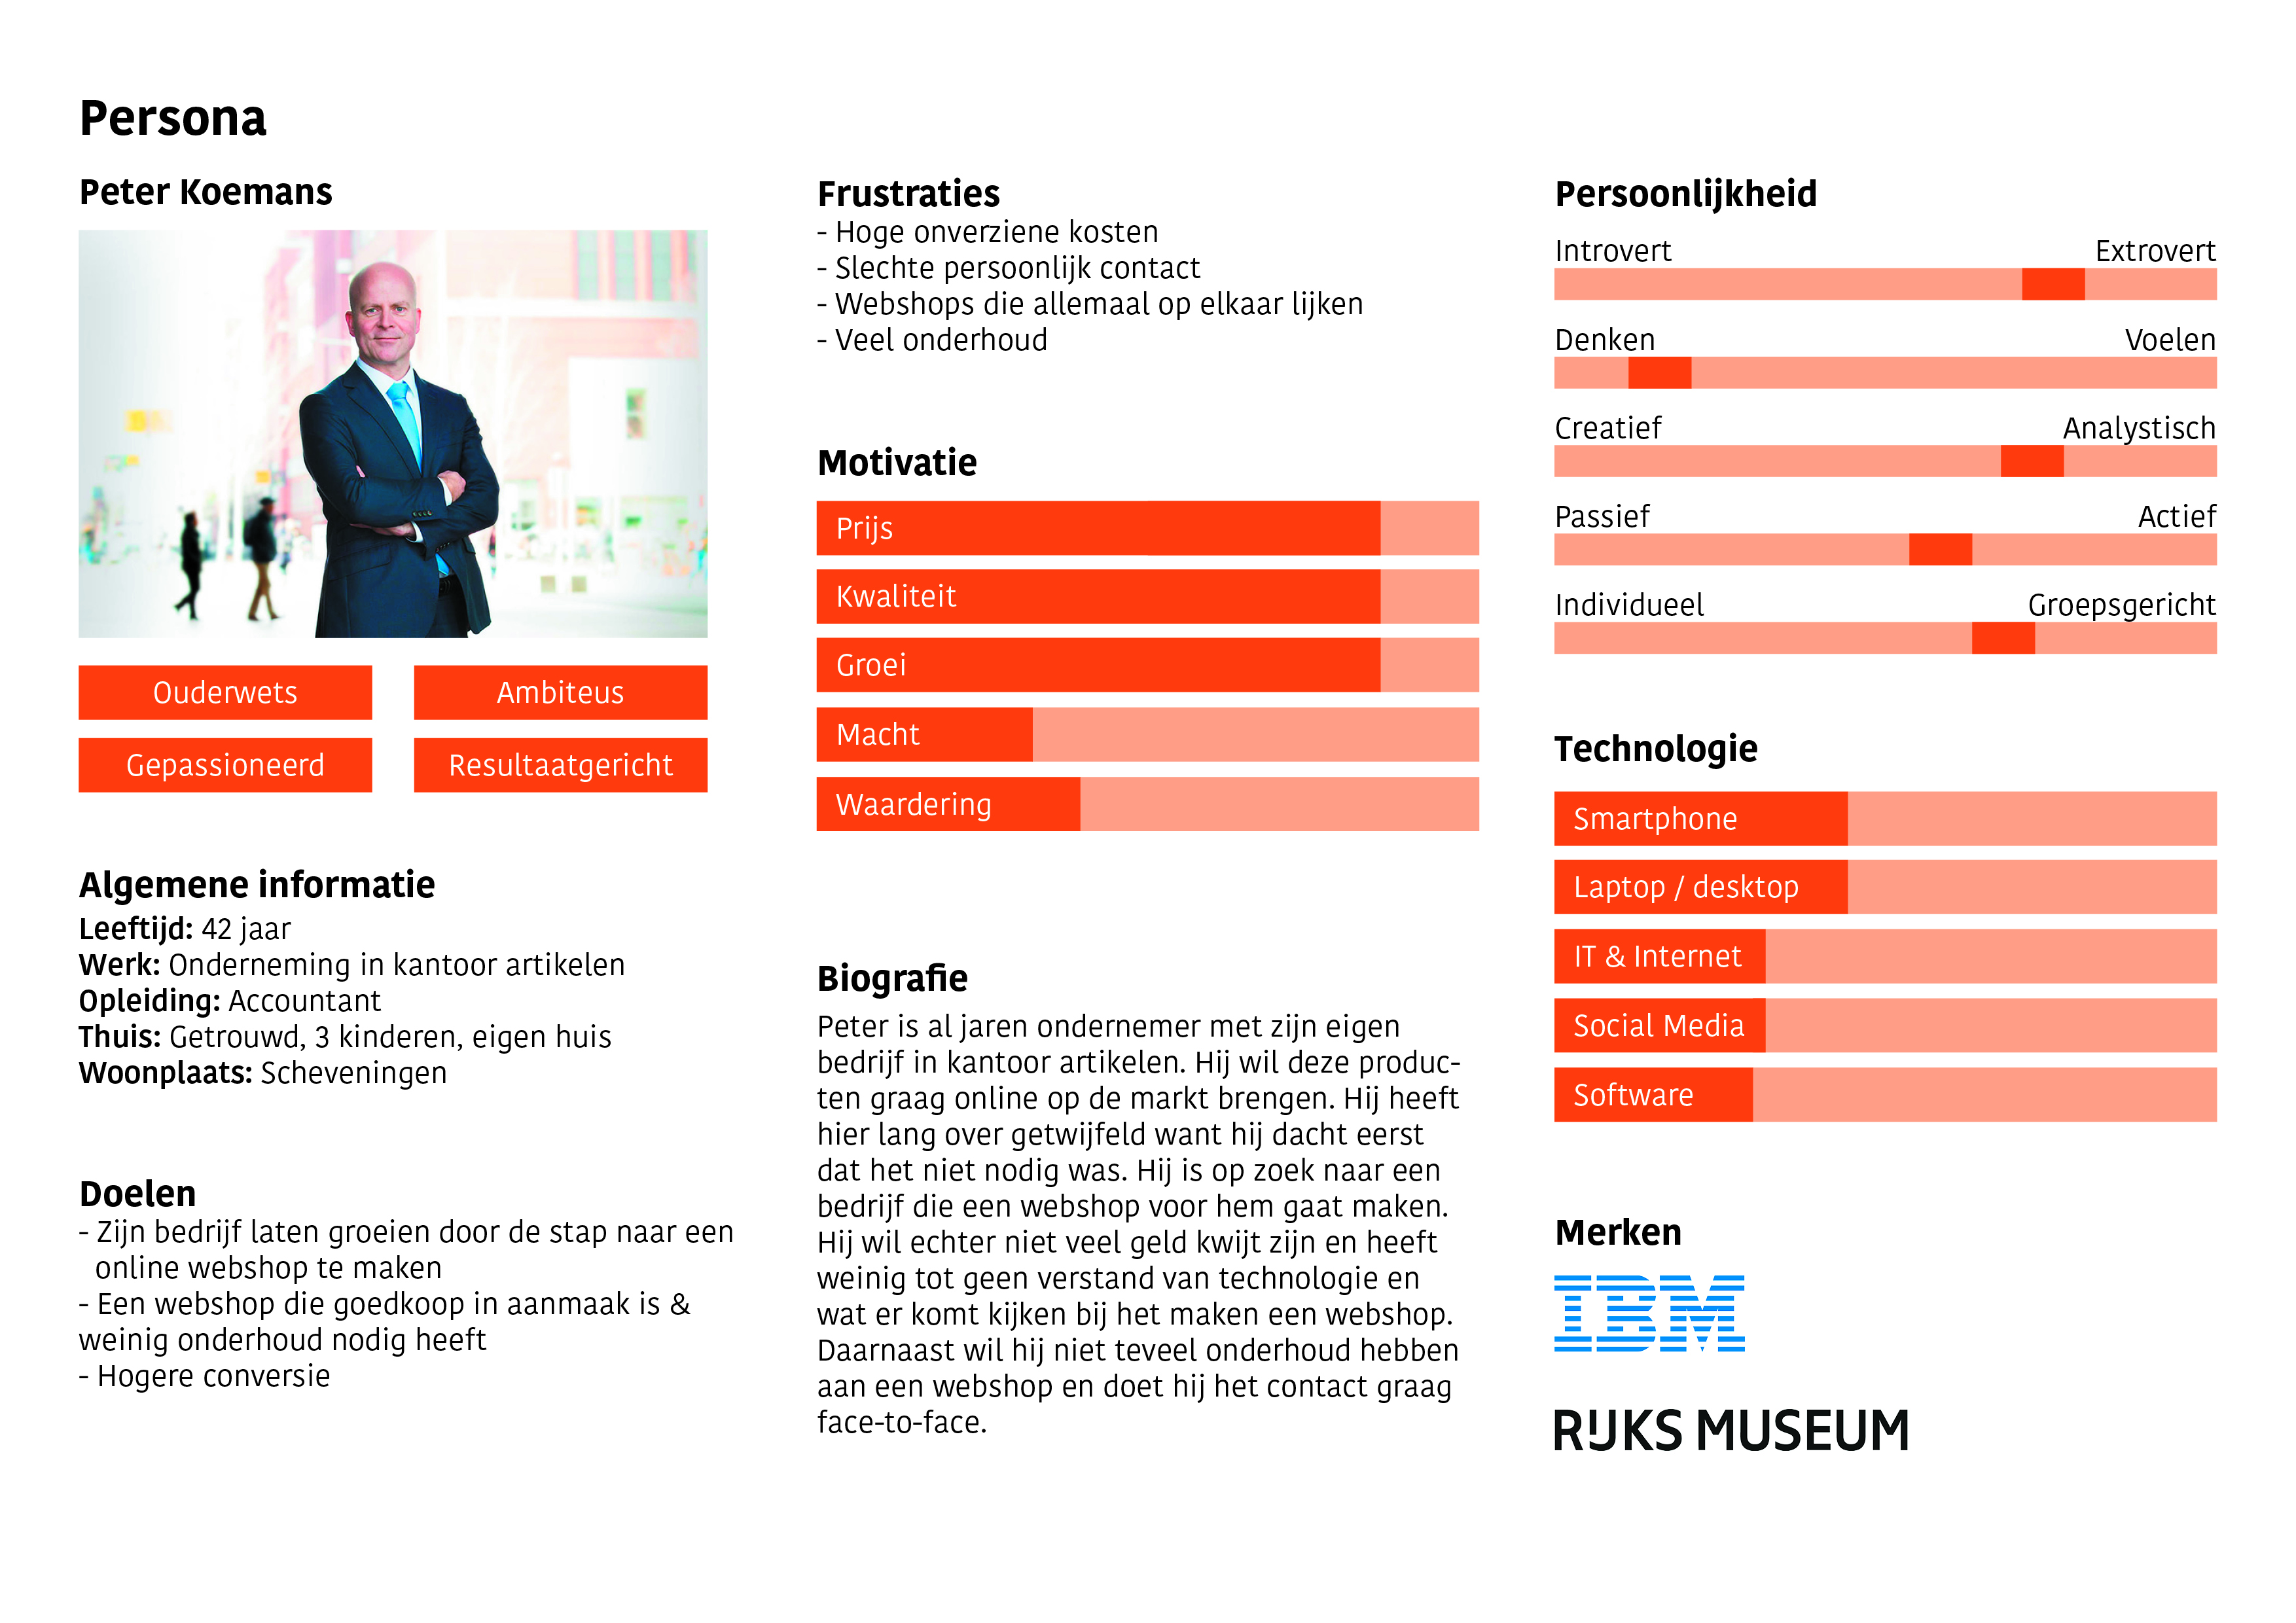 Persona
Peter Koemans
Ouderwets
Ambiteus
Gepassioneerd
Resultaatgericht
Algemene informatie
Leeftijd: 42 jaar
Werk: Onderneming in kantoor artikelen
Opleiding: Accountant
Thuis: Getrouwd, 3 kinderen, eigen huis
Woonplaats: Scheveningen
Doelen
- Zijn bedrijf laten groeien door de stap naar een
online webshop te maken
- Een webshop die goedkoop in aanmaak is &
weinig onderhoud nodig heeft
- Hogere conversie
Frustraties
- Hoge onverziene kosten
- Slechte persoonlijk contact
- Webshops die allemaal op elkaar lijken
- Veel onderhoud
Motivatie
Prijs
Kwaliteit
Groei
Macht
Waardering
Biografie
Peter is al jaren ondernemer met zijn eigen
bedrijf in kantoor artikelen. Hij wil deze produc-
ten graag online op de markt brengen. Hij heeft
hier lang over getwijfeld want hij dacht eerst
dat het niet nodig was. Hij is op zoek naar een
bedrijf die een webshop voor hem gaat maken.
Hij wil echter niet veel geld kwijt zijn en heeft
weinig tot geen verstand van technologie en
wat er komt kijken bij het maken een webshop.
Daarnaast wil hij niet teveel onderhoud hebben
aan een webshop en doet hij het contact graag
face-to-face.
Persoonlijkheid
Introvert Extrovert
Denken Voelen
Creatief Analystisch
Passief Actief
Individueel Groepsgericht
Technologie
Smartphone
Laptop / desktop
IT & Internet
Social Media
Software
Merken
IBM
RIJKS MUSEUM